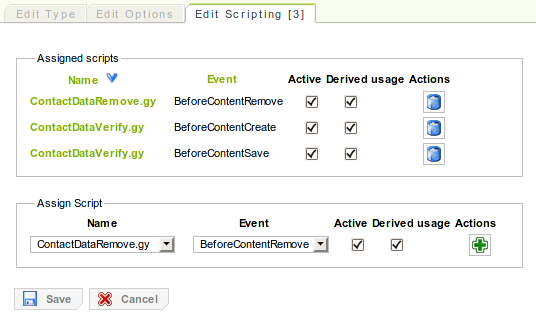 Edit Type Edit Options Edit Scripting [3]
Assigned scripts
Name Event Active Derived usage Actions
ContactDataRemove.gy BeforeContentRemove
ContactDataVerify.gy BeforeContentCreate
ContactDataVerify.gy BeforeContentSave
Assign Script
Name Event Active Derived usage Actions
ContactDataRemove.gy BeforeContentRemove
Save Cancel